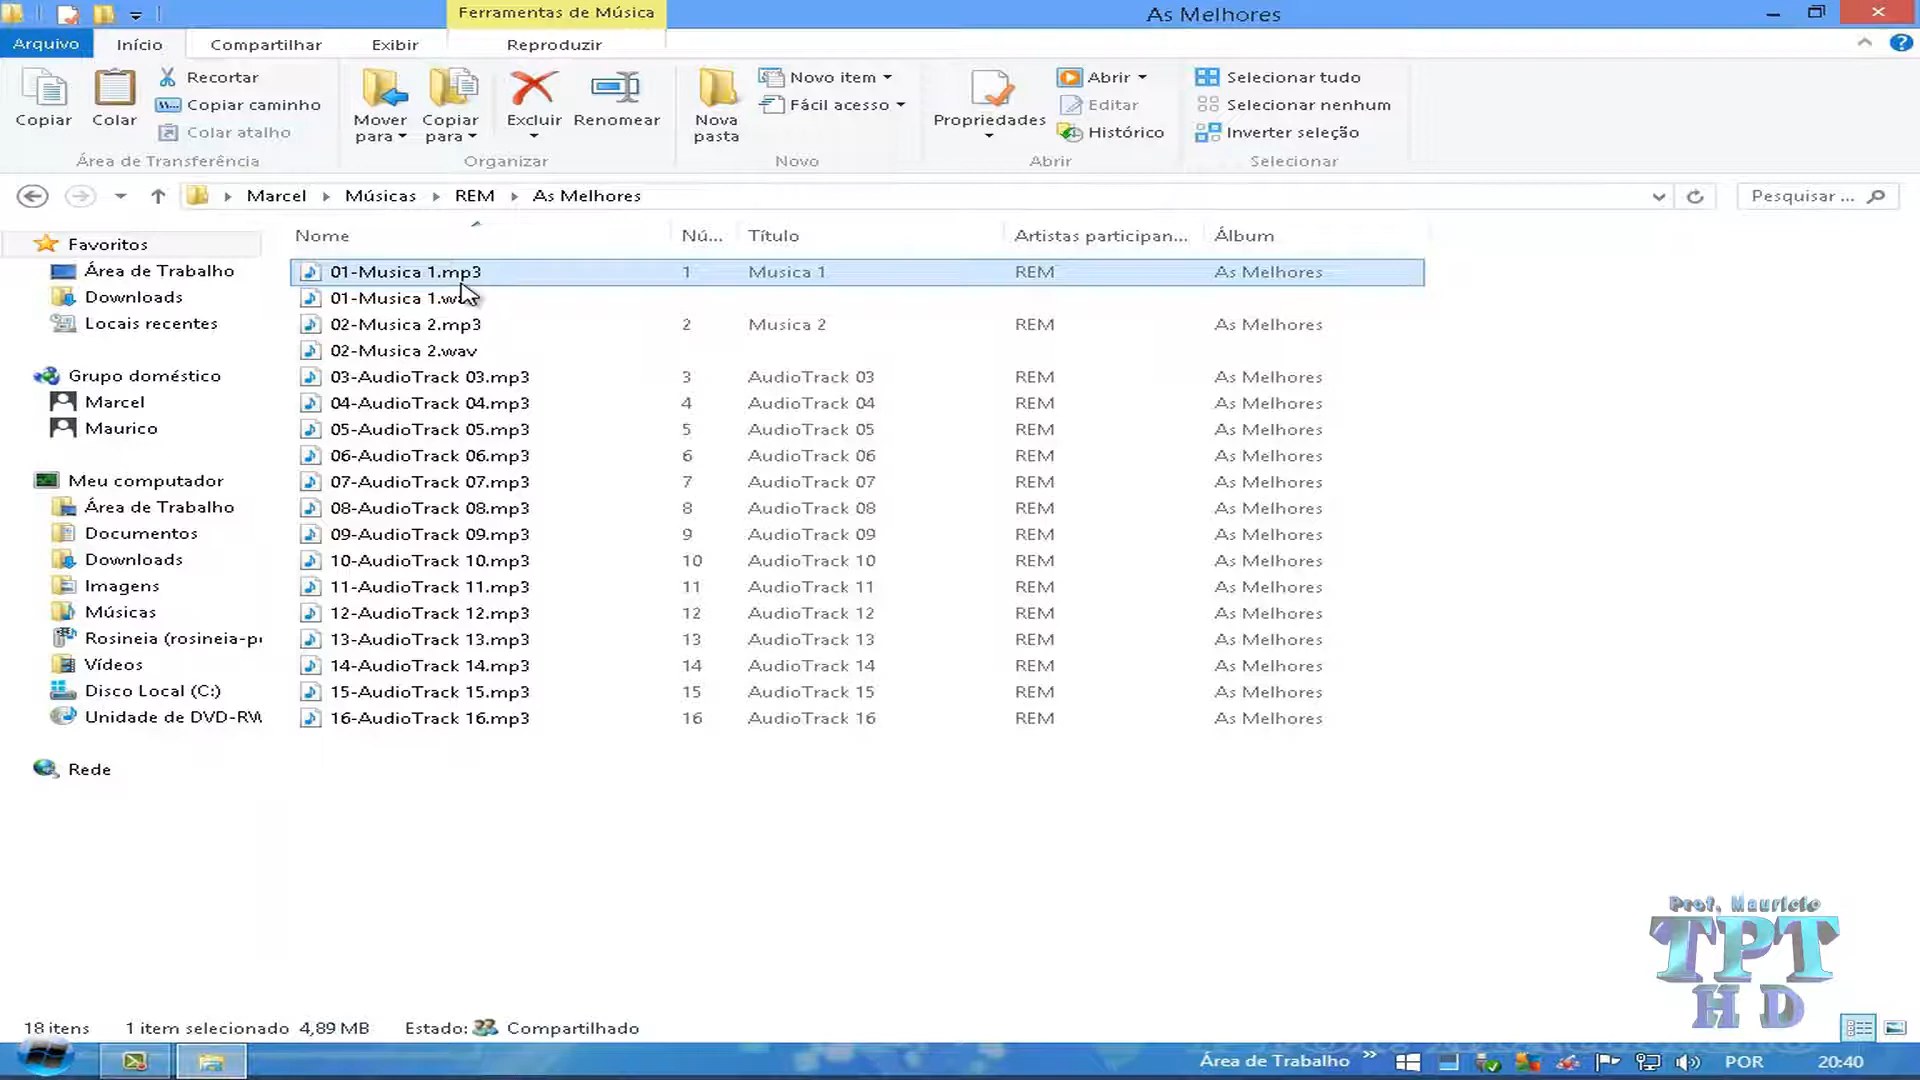 Ferramentas de Música
As Melhores
Arquivo Início Compartilhar Exibir Reproduzir
Copiar
Colar
Recortar
Copiar caminho
Colar atalho
Área de Transferência
Mover para
Copiar para
Excluir
Renomear
Organizar
Nova pasta
Novo item
Fácil acesso
Novo
Propriedades
Abrir
Editar
Histórico
Abrir
Selecionar tudo
Selecionar nenhum
Inverter seleção
Selecionar
Marcel Músicas REM As Melhores
Pesquisar ...
Favoritos
Área de Trabalho
Downloads
Locais recentes
Grupo doméstico
Marcel
Maurico
Meu computador
Área de Trabalho
Documentos
Downloads
Imagens
Músicas
Rosineia (rosineia-p
Vídeos
Disco Local (C:)
Unidade de DVD-RW
Rede
Nome Nú... Título Artistas participan... Álbum
01-Musica 1.mp3 1 Musica 1 REM As Melhores
01-Musica 1.wa
02-Musica 2.mp3 2 Musica 2 REM As Melhores
02-Musica 2.wav
03-AudioTrack 03.mp3 3 AudioTrack 03 REM As Melhores
04-AudioTrack 04.mp3 4 AudioTrack 04 REM As Melhores
05-AudioTrack 05.mp3 5 AudioTrack 05 REM As Melhores
06-AudioTrack 06.mp3 6 AudioTrack 06 REM As Melhores
07-AudioTrack 07.mp3 7 AudioTrack 07 REM As Melhores
08-AudioTrack 08.mp3 8 AudioTrack 08 REM As Melhores
09-AudioTrack 09.mp3 9 AudioTrack 09 REM As Melhores
10-AudioTrack 10.mp3 10 AudioTrack 10 REM As Melhores
11-AudioTrack 11.mp3 11 AudioTrack 11 REM As Melhores
12-AudioTrack 12.mp3 12 AudioTrack 12 REM As Melhores
13-AudioTrack 13.mp3 13 AudioTrack 13 REM As Melhores
14-AudioTrack 14.mp3 14 AudioTrack 14 REM As Melhores
15-AudioTrack 15.mp3 15 AudioTrack 15 REM As Melhores
16-AudioTrack 16.mp3 16 AudioTrack 16 REM As Melhores
Prof. Mauricio
TPT
HD
18 itens 1 item selecionado 4,89 MB Estado: Compartilhado
Área de Trabalho POR 20:40